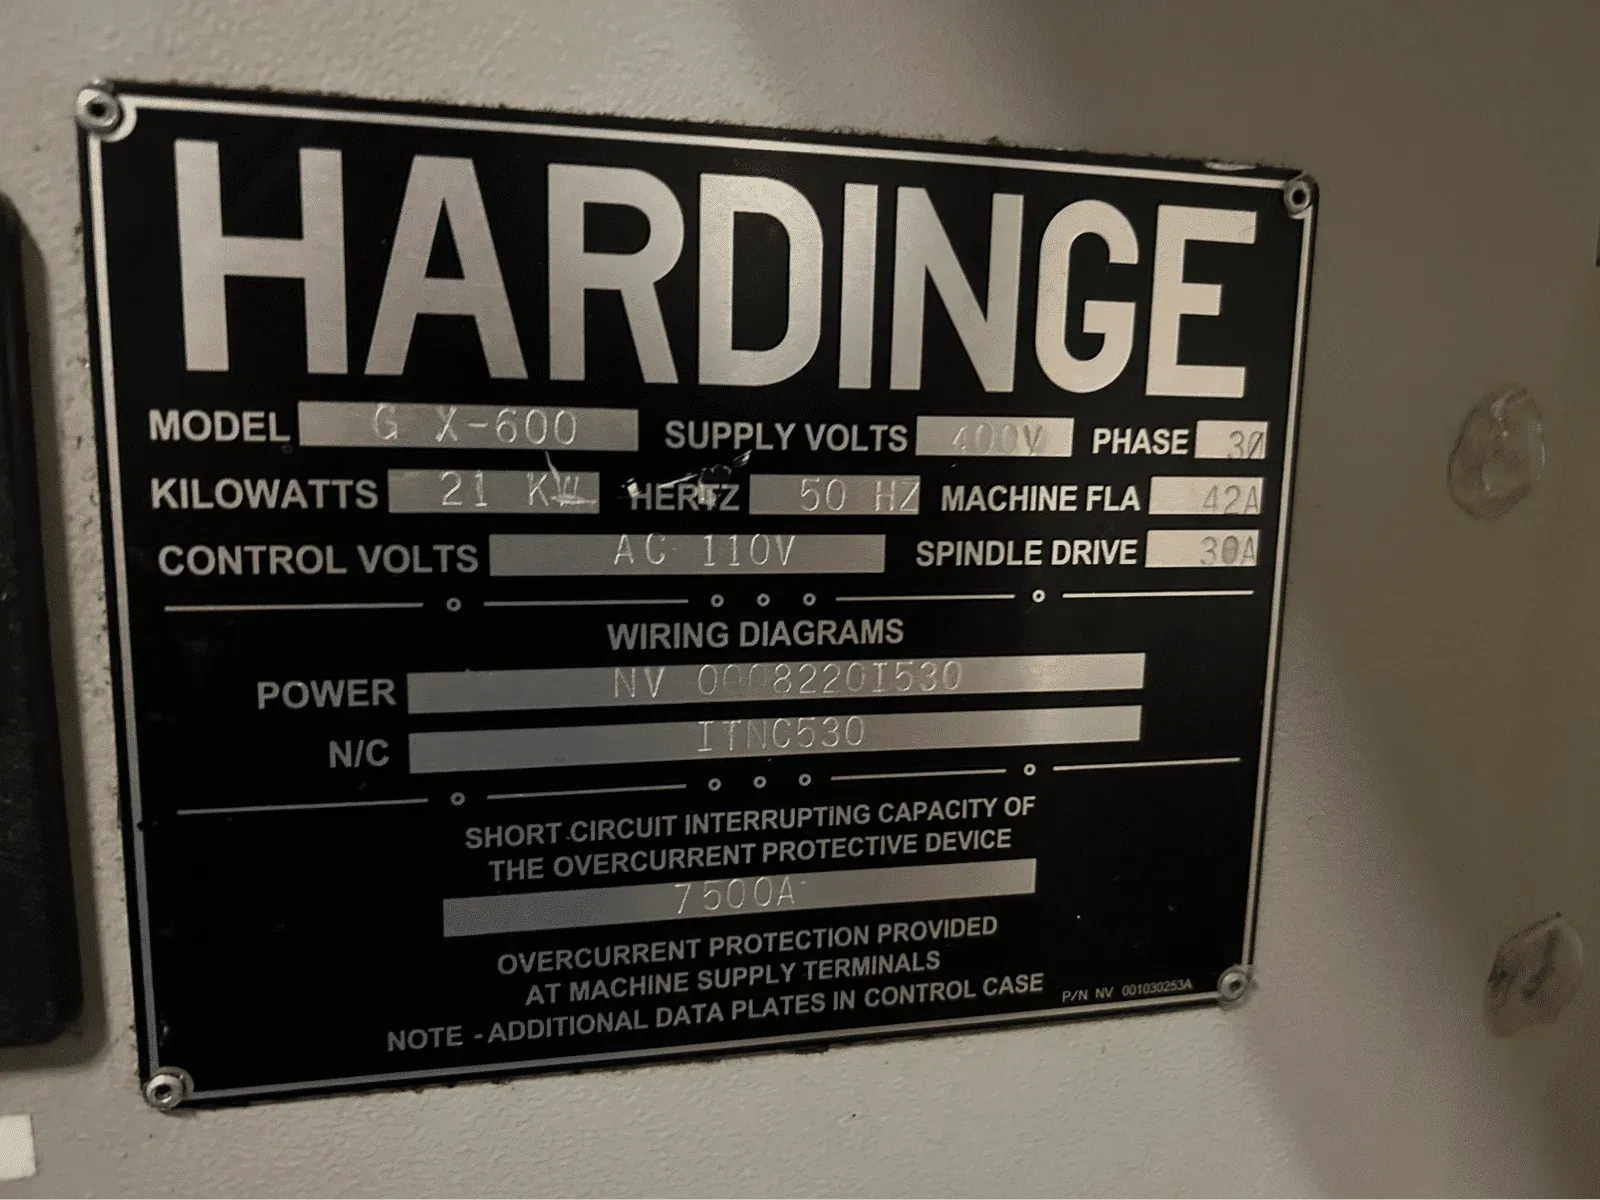 HARDINGE
MODEL G X-600 SUPPLY VOLTS 400V PHASE 3Ø
KILOWATTS 21 KW HERTZ 50 HZ MACHINE FLA 42A
CONTROL VOLTS AC 110V SPINDLE DRIVE 30A
WIRING DIAGRAMS
POWER NV 0008220I530
N/C ITNC530
SHORT CIRCUIT INTERRUPTING CAPACITY OF
THE OVERCURRENT PROTECTIVE DEVICE
7500A
OVERCURRENT PROTECTION PROVIDED
AT MACHINE SUPPLY TERMINALS
NOTE - ADDITIONAL DATA PLATES IN CONTROL CASE P/N NV 001030253A